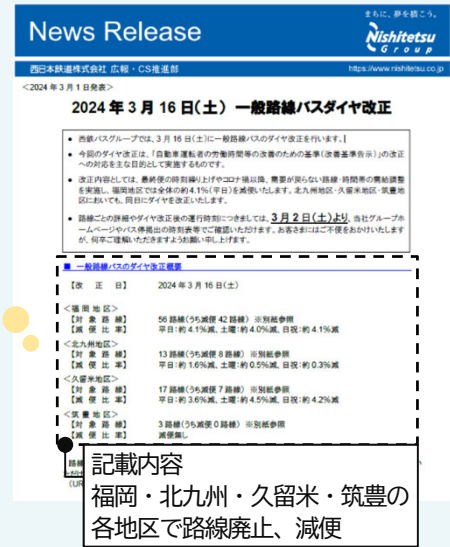 News Release
まちに、夢を描こう。
Nishitetsu
Group
西日本鉄道株式会社 広報・CS推進部
https://www.nishitetsu.co.jp
<2024年3月1日発表>
2024年3月16日(土) 一般路線バスダイヤ改正
• 西鉄バスグループでは、3月16日(土)に一般路線バスのダイヤ改正を行います。
• 今回のダイヤ改正は、「自動車運転者の労働時間等の改善のための基準(改善基準告示)」の改正
への対応を主な目的として実施するものです。
• 改正内容としては、最終便の時刻繰り上げやコロナ禍以降、需要が戻らない路線・時間帯の需給調整
を実施し、福岡地区では全体の約4.1%(平日)を減便いたします。北九州地区・久留米地区・筑豊地
区においても、同日にダイヤを改正いたします。
• 路線ごとの詳細やダイヤ改正後の運行時刻につきましては、3月2日(土)より、当社グループホ
ームページやバス停掲出の時刻表等でご確認いただけます。お客さまにはご不便をおかけいたします
が、何卒ご理解いただきますようお願い申し上げます。
■ 一般路線バスのダイヤ改正概要
【改 正 日】 2024年3月16日(土)
<福岡地区>
【対 象 路 線】 56路線(うち減便42路線) ※別紙参照
【減 便 比 率】 平日:約4.1%減、土曜:約4.0%減、日祝:約4.1%減
<北九州地区>
【対 象 路 線】 13路線(うち減便8路線) ※別紙参照
【減 便 比 率】 平日:約1.6%減、土曜:約0.5%減、日祝:約0.3%減
<久留米地区>
【対 象 路 線】 17路線(うち減便7路線) ※別紙参照
【減 便 比 率】 平日:約3.6%減、土曜:約4.5%減、日祝:約4.2%減
<筑豊地区>
【対 象 路 線】 3路線(うち減便0路線) ※別紙参照
【減 便 比 率】 減便無し
路線
(UR
記載内容
福岡・北九州・久留米・筑豊の
各地区で路線廃止、減便